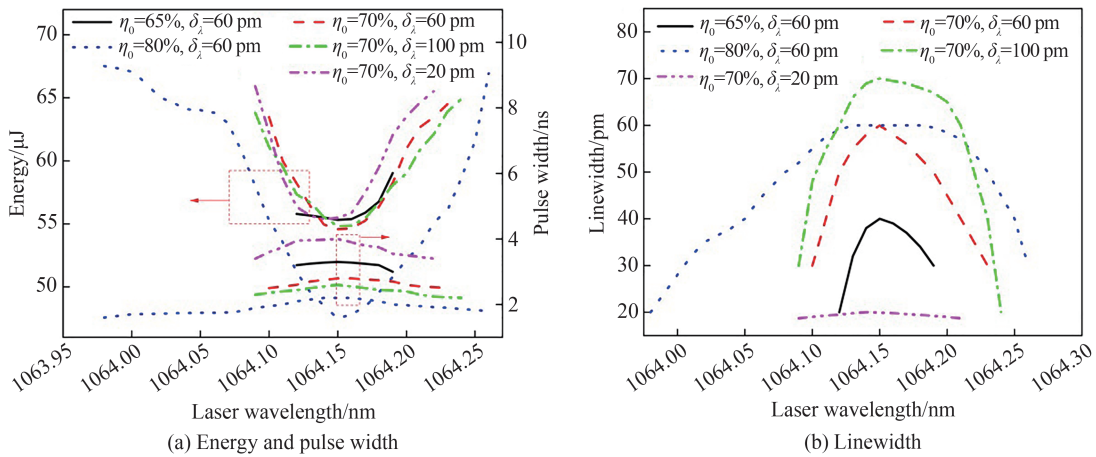 η₀=65%, δλ=60 pm
η₀=70%, δλ=60 pm
η₀=80%, δλ=60 pm
η₀=70%, δλ=100 pm
η₀=70%, δλ=20 pm
Energy/μJ
70
65
60
55
50
Pulse width/ns
10
8
6
4
2
1063.95
1064.00
1064.05
1064.10
1064.15
1064.20
1064.25
Laser wavelength/nm
(a) Energy and pulse width
η₀=65%, δλ=60 pm
η₀=70%, δλ=60 pm
η₀=80%, δλ=60 pm
η₀=70%, δλ=100 pm
η₀=70%, δλ=20 pm
Linewidth/pm
80
70
60
50
40
30
20
1064.00
1064.05
1064.10
1064.15
1064.20
1064.25
1064.30
Laser wavelength/nm
(b) Linewidth